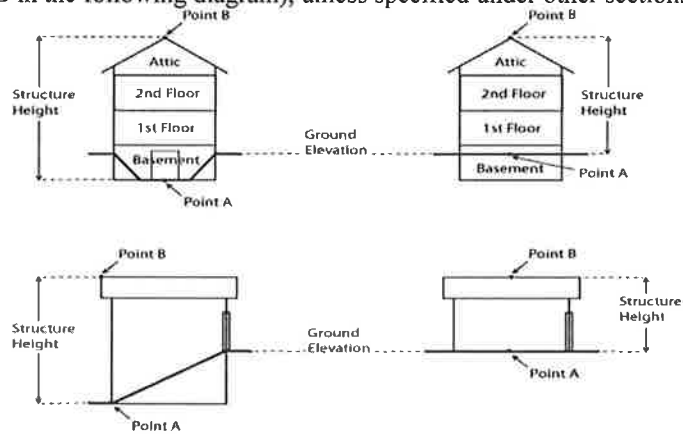 in the following diagram), unless specified under other section
Point B
Attic
2nd Floor
1st Floor
Basement
Structure
Height
Point A
Ground
Elevation
Point B
Attic
2nd Floor
1st Floor
Basement
Structure
Height
Point A
Point B
Structure
Height
Point A
Ground
Elevation
Point B
Structure
Height
Point A